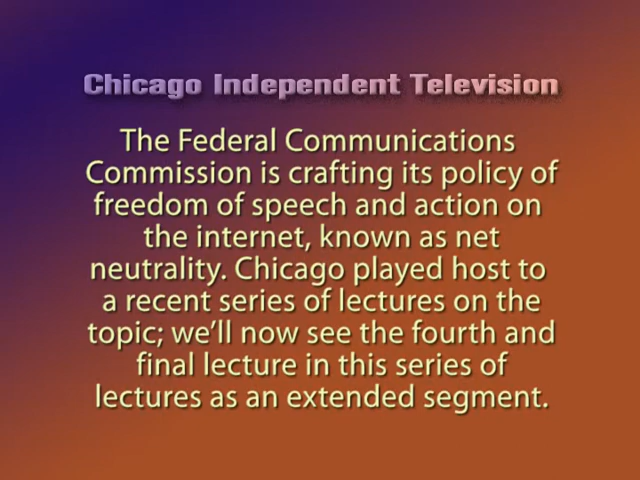 Chicago Independent Television
The Federal Communications
Commission is crafting its policy of
freedom of speech and action on
the internet, known as net
neutrality. Chicago played host to
a recent series of lectures on the
topic; we’ll now see the fourth and
final lecture in this series of
lectures as an extended segment.